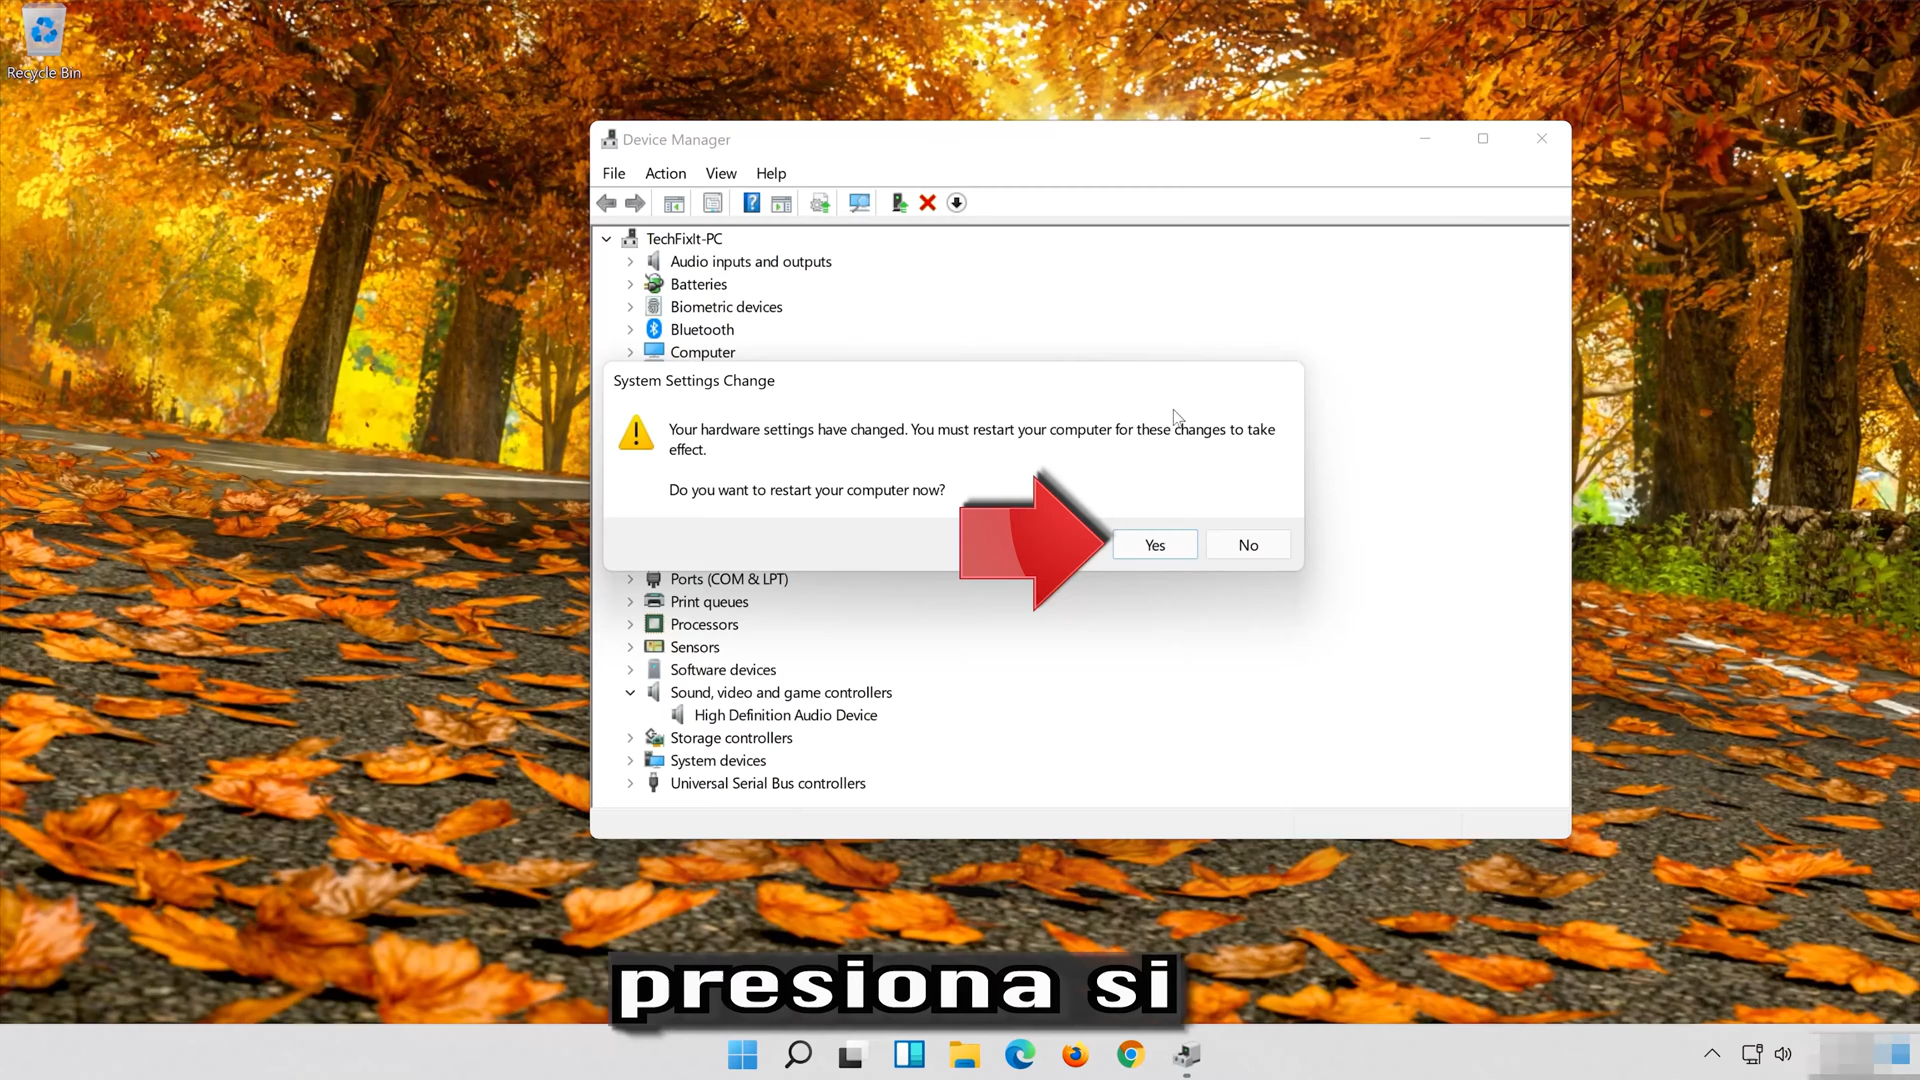 Recycle Bin
Device Manager
File Action View Help
TechFixIt-PC
Audio inputs and outputs
Batteries
Biometric devices
Bluetooth
Computer
System Settings Change
Your hardware settings have changed. You must restart your computer for these changes to take
effect.
Do you want to restart your computer now?
Yes No
Ports (COM & LPT)
Print queues
Processors
Sensors
Software devices
Sound, video and game controllers
High Definition Audio Device
Storage controllers
System devices
Universal Serial Bus controllers
presiona si